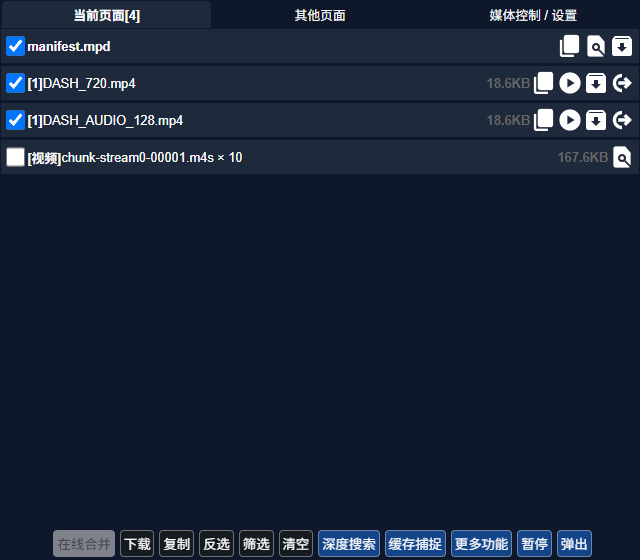 当前页面[4] 其他页面 媒体控制 / 设置
manifest.mpd
[1]DASH_720.mp4 18.6KB
[1]DASH_AUDIO_128.mp4 18.6KB
[视频]chunk-stream0-00001.m4s × 10 167.6KB
在线合并 下载 复制 反选 筛选 清空 深度搜索 缓存捕捉 更多功能 暂停 弹出